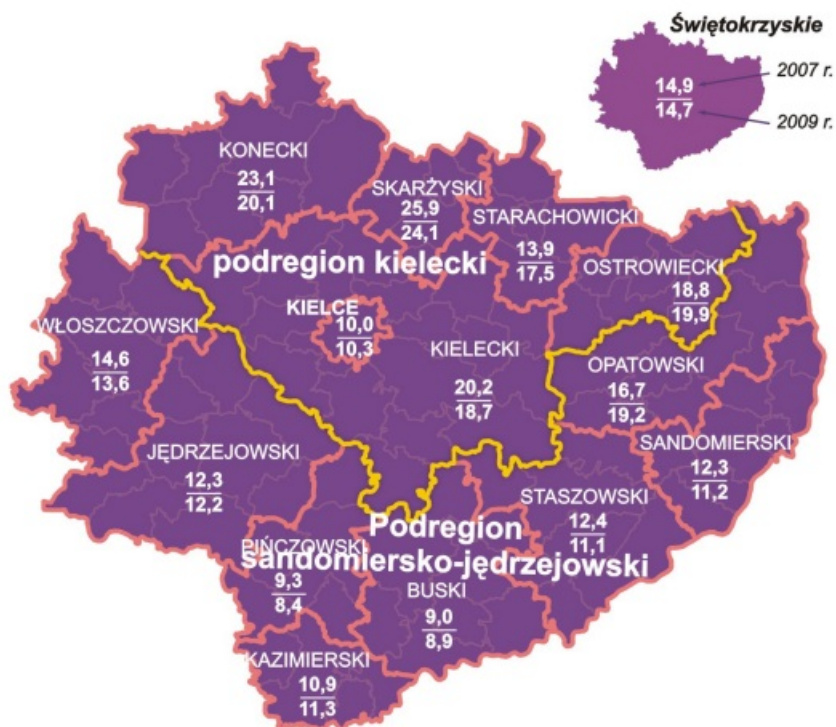 Świętokrzyskie
14,9
14,7
2007 r.
2009 r.
KONECKI
23,1
20,1
SKARŻYSKI
25,9
24,1
STARACHOWICKI
13,9
17,5
podregion kielecki
OSTROWIECKI
18,8
19,9
KIELCE
10,0
10,3
WŁOSZCZOWSKI
14,6
13,6
KIELECKI
20,2
18,7
OPATOWSKI
16,7
19,2
JĘDRZEJOWSKI
12,3
12,2
SANDOMIERSKI
12,3
11,2
STASZOWSKI
12,4
11,1
Podregion
sandomiersko-jędrzejowski
PIŃCZOWSKI
9,3
8,4
BUSKI
9,0
8,9
KAZIMIERSKI
10,9
11,3